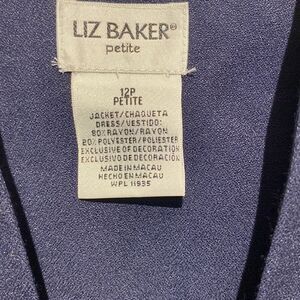 LIZ BAKER®
petite
12P
PETITE
JACKET/CHAQUETA
DRESS/VESTIDO:
80% RAYON/RAYON
20% POLYESTER/POLIESTER
EXCLUSIVE OF DECORATION
EXCLUSIVO DE DECORACION
MADE IN MACAU
HECHO EN MACAU
WPL 11935